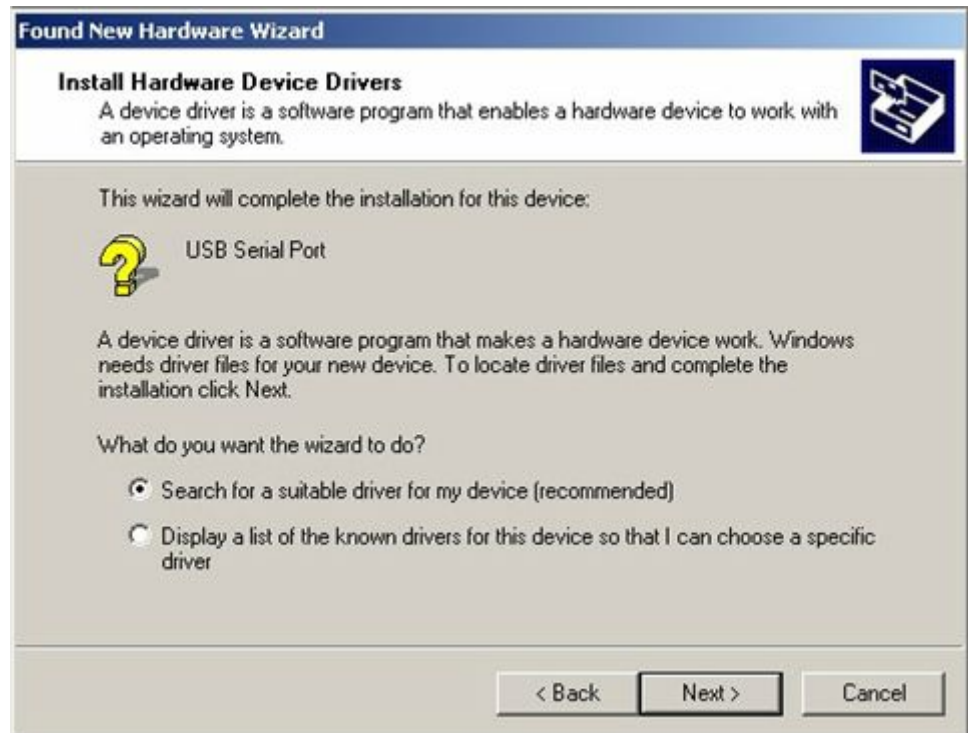 Found New Hardware Wizard
Install Hardware Device Drivers
A device driver is a software program that enables a hardware device to work with
an operating system.
This wizard will complete the installation for this device:
USB Serial Port
A device driver is a software program that makes a hardware device work. Windows
needs driver files for your new device. To locate driver files and complete the
installation click Next.
What do you want the wizard to do?
Search for a suitable driver for my device (recommended)
Display a list of the known drivers for this device so that I can choose a specific
driver
< Back
Next >
Cancel